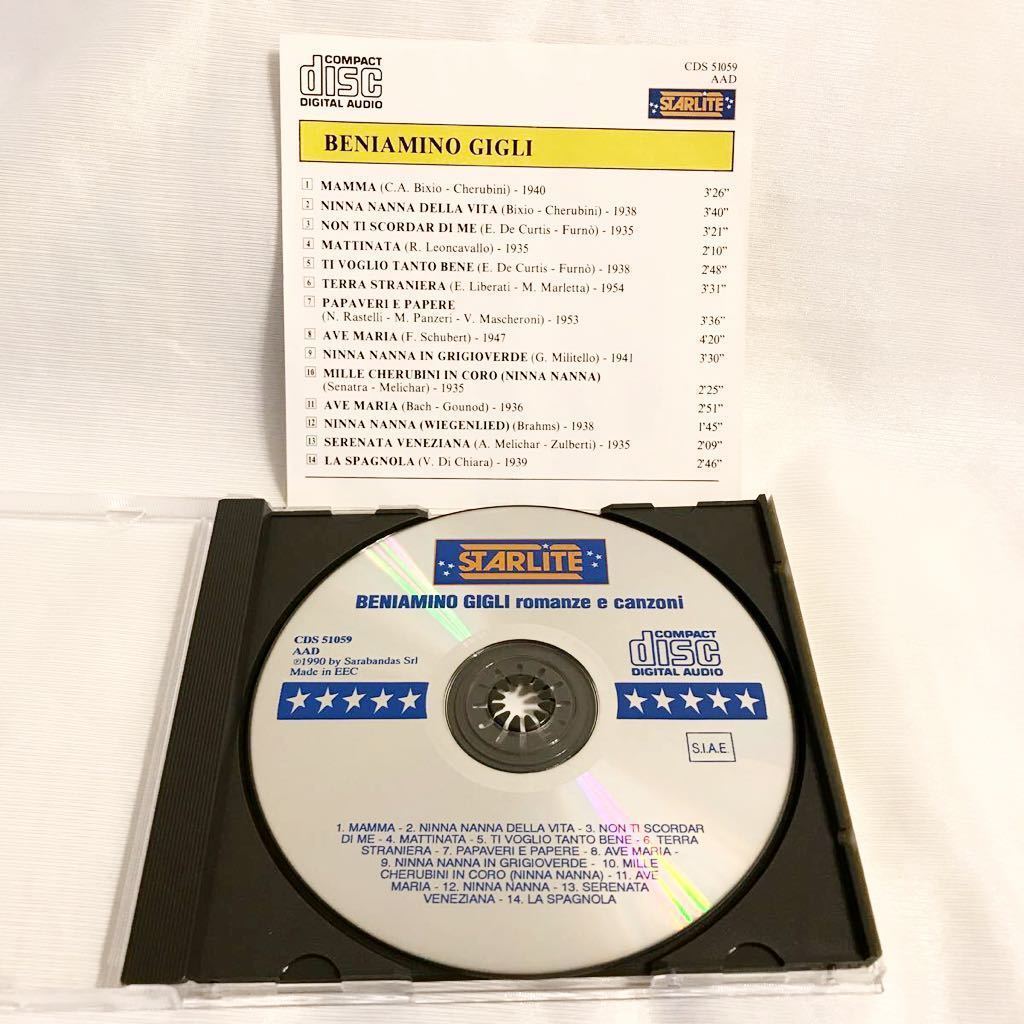 COMPACT
disc
DIGITAL AUDIO
CDS 51059
AAD
STARLITE
BENIAMINO GIGLI
1 MAMMA (C.A. Bixio - Cherubini) - 1940 3'26"
2 NINNA NANNA DELLA VITA (Bixio - Cherubini) - 1938 3'40"
3 NON TI SCORDAR DI ME (E. De Curtis - Furnò) - 1935 3'21"
4 MATTINATA (R. Leoncavallo) - 1935 2'10"
5 TI VOGLIO TANTO BENE (E. De Curtis - Furnò) - 1938 2'48"
6 TERRA STRANIERA (E. Liberati - M. Marletta) - 1954 3'31"
7 PAPAVERI E PAPERE
(N. Rastelli - M. Panzeri - V. Mascheroni) - 1953 3'36"
8 AVE MARIA (F. Schubert) - 1947 4'20"
9 NINNA NANNA IN GRIGIOVERDE (G. Militello) - 1941 3'30"
10 MILLE CHERUBINI IN CORO (NINNA NANNA)
(Senatra - Melichar) - 1935 2'25"
11 AVE MARIA (Bach - Gounod) - 1936 2'51"
12 NINNA NANNA (WIEGENLIED) (Brahms) - 1938 1'45"
13 SERENATA VENEZIANA (A. Melichar - Zulberti) - 1935 2'09"
14 LA SPAGNOLA (V. Di Chiara) - 1939 2'46"
STARLITE
BENIAMINO GIGLI romanze e canzoni
CDS 51059
AAD
℗1990 by Sarabandas Srl
Made in EEC
COMPACT
disc
DIGITAL AUDIO
S.I.A.E.
1. MAMMA - 2. NINNA NANNA DELLA VITA - 3. NON TI SCORDAR
DI ME - 4. MATTINATA - 5. TI VOGLIO TANTO BENE - 6. TERRA
STRANIERA - 7. PAPAVERI E PAPERE - 8. AVE MARIA -
9. NINNA NANNA IN GRIGIOVERDE - 10. MILLE
CHERUBINI IN CORO (NINNA NANNA) - 11. AVE
MARIA - 12. NINNA NANNA - 13. SERENATA
VENEZIANA - 14. LA SPAGNOLA